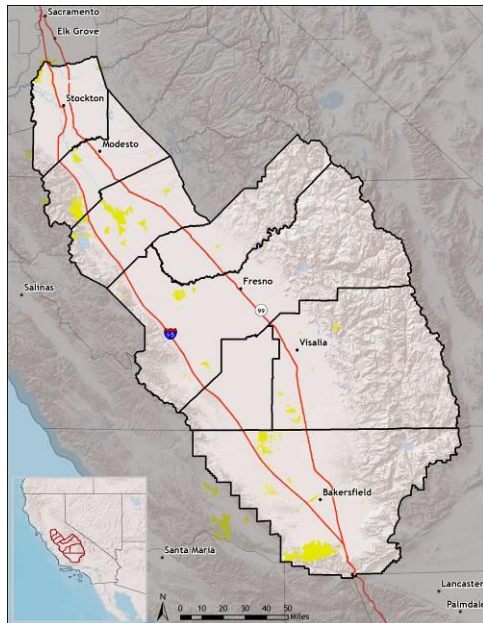 Sacramento
Elk Grove
Stockton
Modesto
Salinas
Fresno
99
Visalia
Bakersfield
Santa Maria
Lancaster
Palmdale
N
0 10 20 30 40 50
Miles